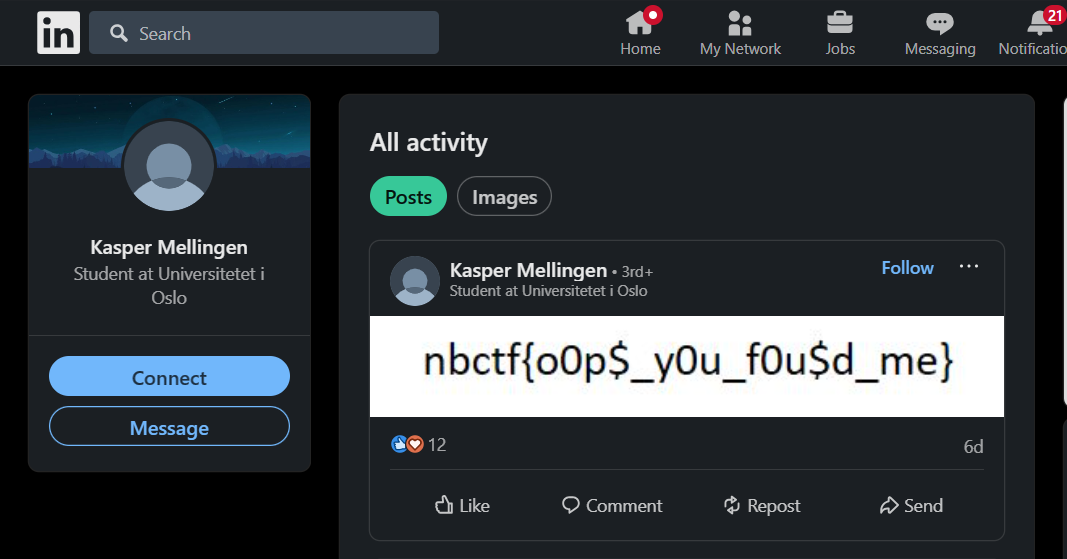 in
Search
Home
My Network
Jobs
Messaging
21
Notificatio
Kasper Mellingen
Student at Universitetet i
Oslo
Connect
Message
All activity
Posts
Images
Kasper Mellingen • 3rd+
Student at Universitetet i Oslo
Follow
nbctf{o0p$_y0u_f0u$d_me}
12
6d
Like
Comment
Repost
Send